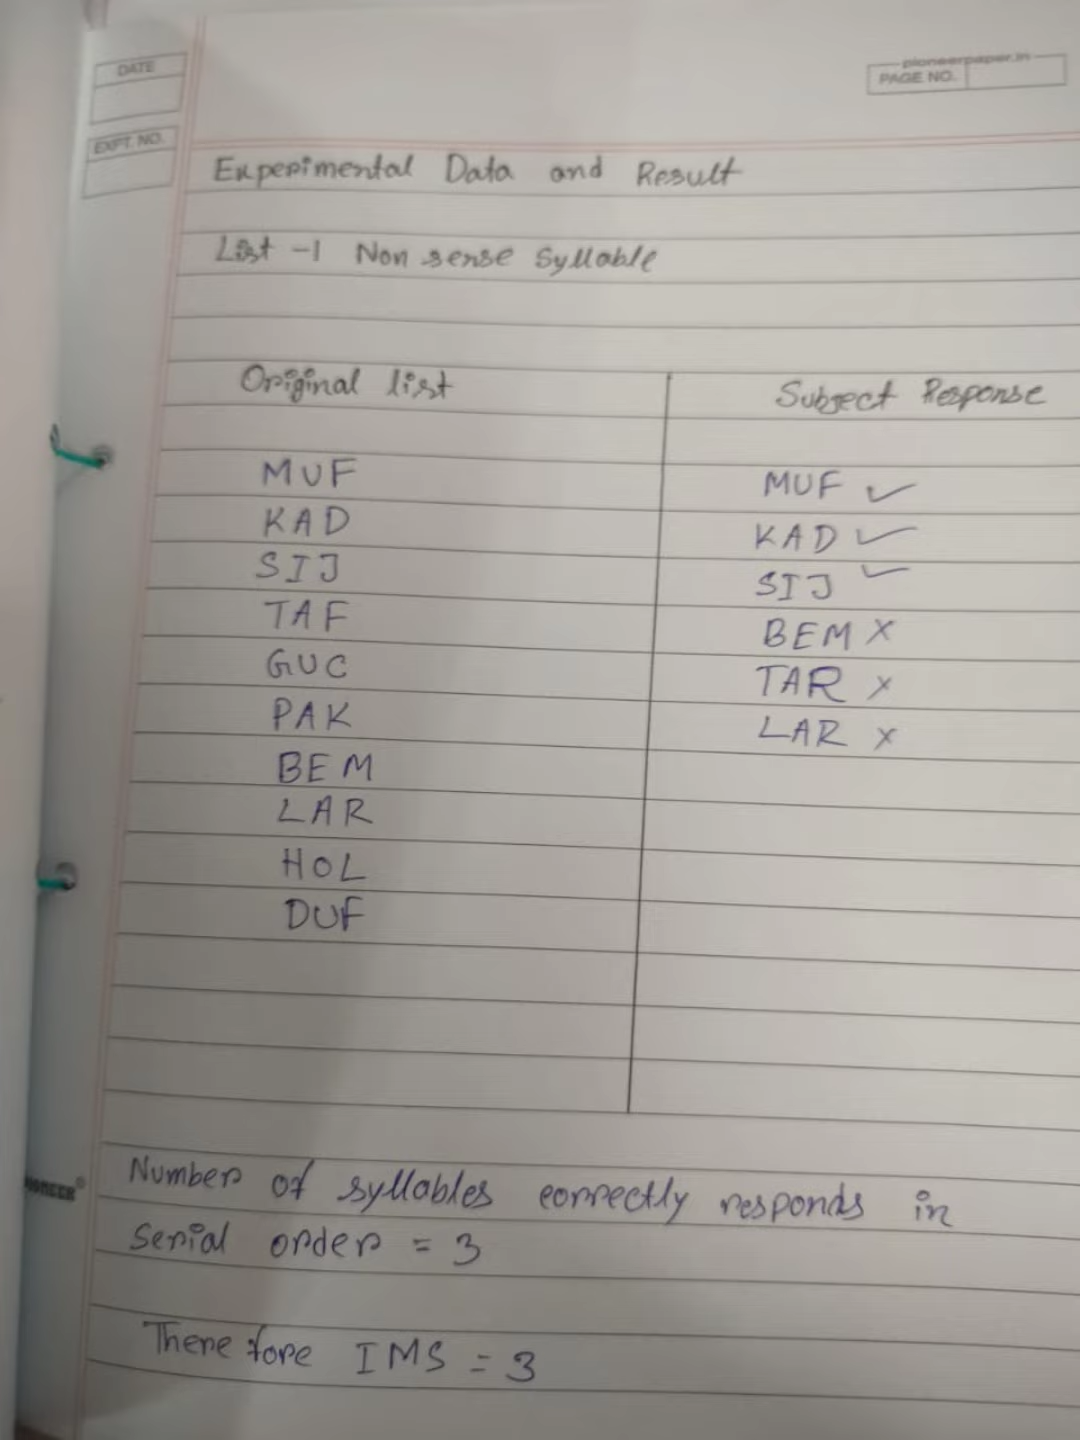 DATE
pioneerpaper.in
PAGE NO.
EXPT. NO.
Experimental Data and Result
List -1 Non sense Syllable
Original list Subject Response
MUF MUF ✓
KAD KAD ✓
SIJ SIJ ✓
TAF BEM x
GUC TAR x
PAK LAR x
BEM
LAR
HOL
DUF
Number of syllables correctly responds in
Serial order = 3
There fore IMS = 3